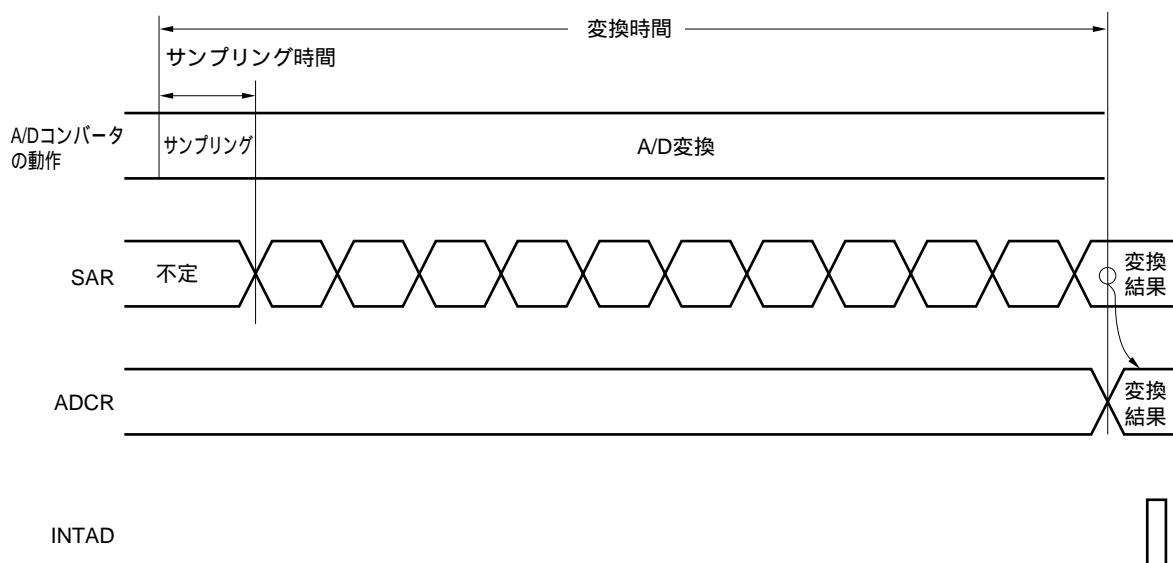 変換時間
サンプリング時間
A/Dコンバータ
の動作
サンプリング
A/D変換
SAR
不定
変換
結果
ADCR
変換
結果
INTAD